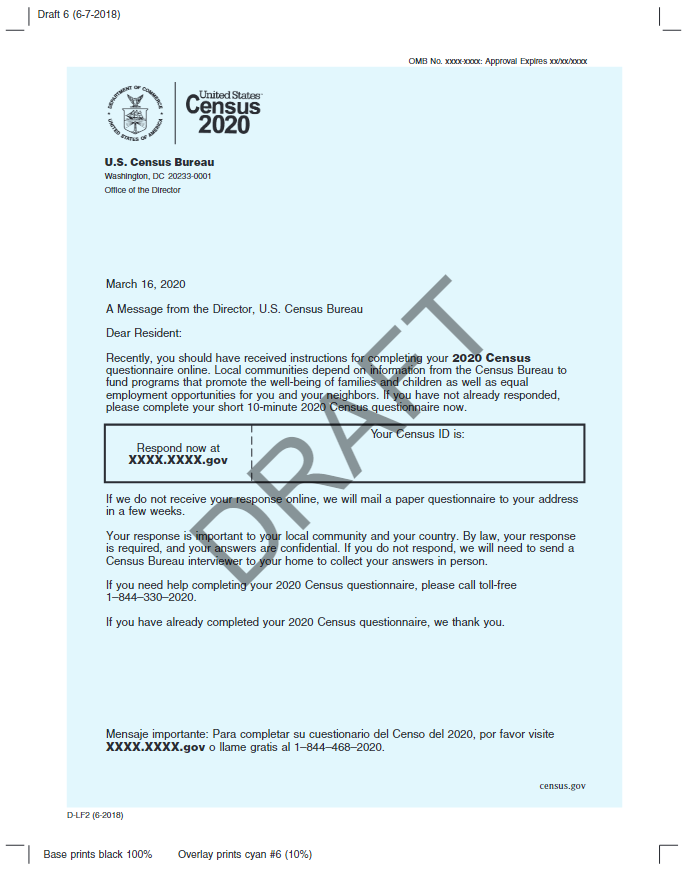 Draft 6 (6-7-2018)
OMB No. xxxx-xxxx: Approval Expires xx/xx/xxxx
DEPARTMENT OF COMMERCE
UNITED STATES OF AMERICA
United States
Census
2020
U.S. Census Bureau
Washington, DC 20233-0001
Office of the Director
March 16, 2020
A Message from the Director, U.S. Census Bureau
Dear Resident:
Recently, you should have received instructions for completing your 2020 Census
questionnaire online. Local communities depend on information from the Census Bureau to
fund programs that promote the well-being of families and children as well as equal
employment opportunities for you and your neighbors. If you have not already responded,
please complete your short 10-minute 2020 Census questionnaire now.
Respond now at
XXXX.XXXX.gov
Your Census ID is:
If we do not receive your response online, we will mail a paper questionnaire to your address
in a few weeks.
Your response is important to your local community and your country. By law, your response
is required, and your answers are confidential. If you do not respond, we will need to send a
Census Bureau interviewer to your home to collect your answers in person.
If you need help completing your 2020 Census questionnaire, please call toll-free
1–844–330–2020.
If you have already completed your 2020 Census questionnaire, we thank you.
DRAFT
Mensaje importante: Para completar su cuestionario del Censo del 2020, por favor visite
XXXX.XXXX.gov o llame gratis al 1–844–468–2020.
census.gov
D-LF2 (6-2018)
Base prints black 100% Overlay prints cyan #6 (10%)